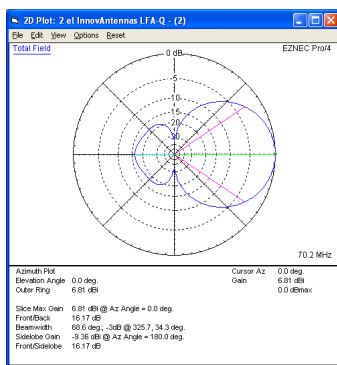 2D Plot: 2 el InnovAntennas LFA-Q - (2)
File Edit View Options Reset
Total Field
EZNEC Pro/4
0 dB
-5
-10
-15
-20
-30
70.2 MHz
Azimuth Plot
Elevation Angle 0.0 deg.
Outer Ring 6.81 dBi
Cursor Az 0.0 deg.
Gain 6.81 dBi
0.0 dBmax
Slice Max Gain 6.81 dBi @ Az Angle = 0.0 deg.
Front/Back 16.17 dB
Beamwidth 68.6 deg.; -3dB @ 325.7, 34.3 deg.
Sidelobe Gain -9.36 dBi @ Az Angle = 180.0 deg.
Front/Sidelobe 16.17 dB